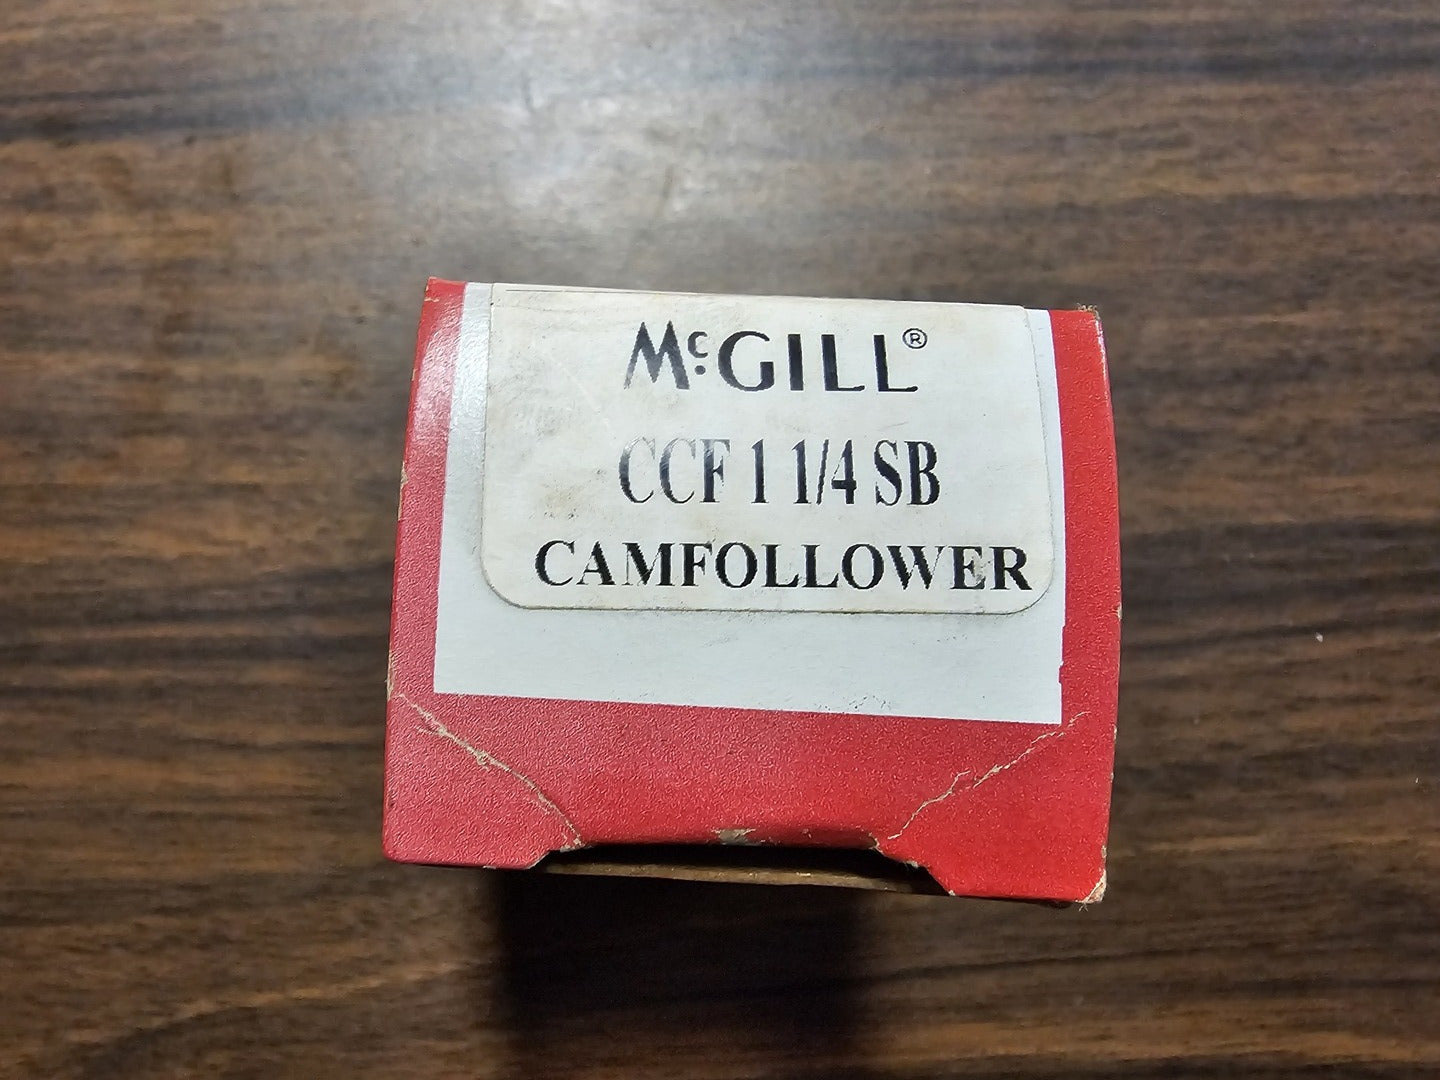 McGILL®
CCF 1 1/4 SB
CAMFOLLOWER